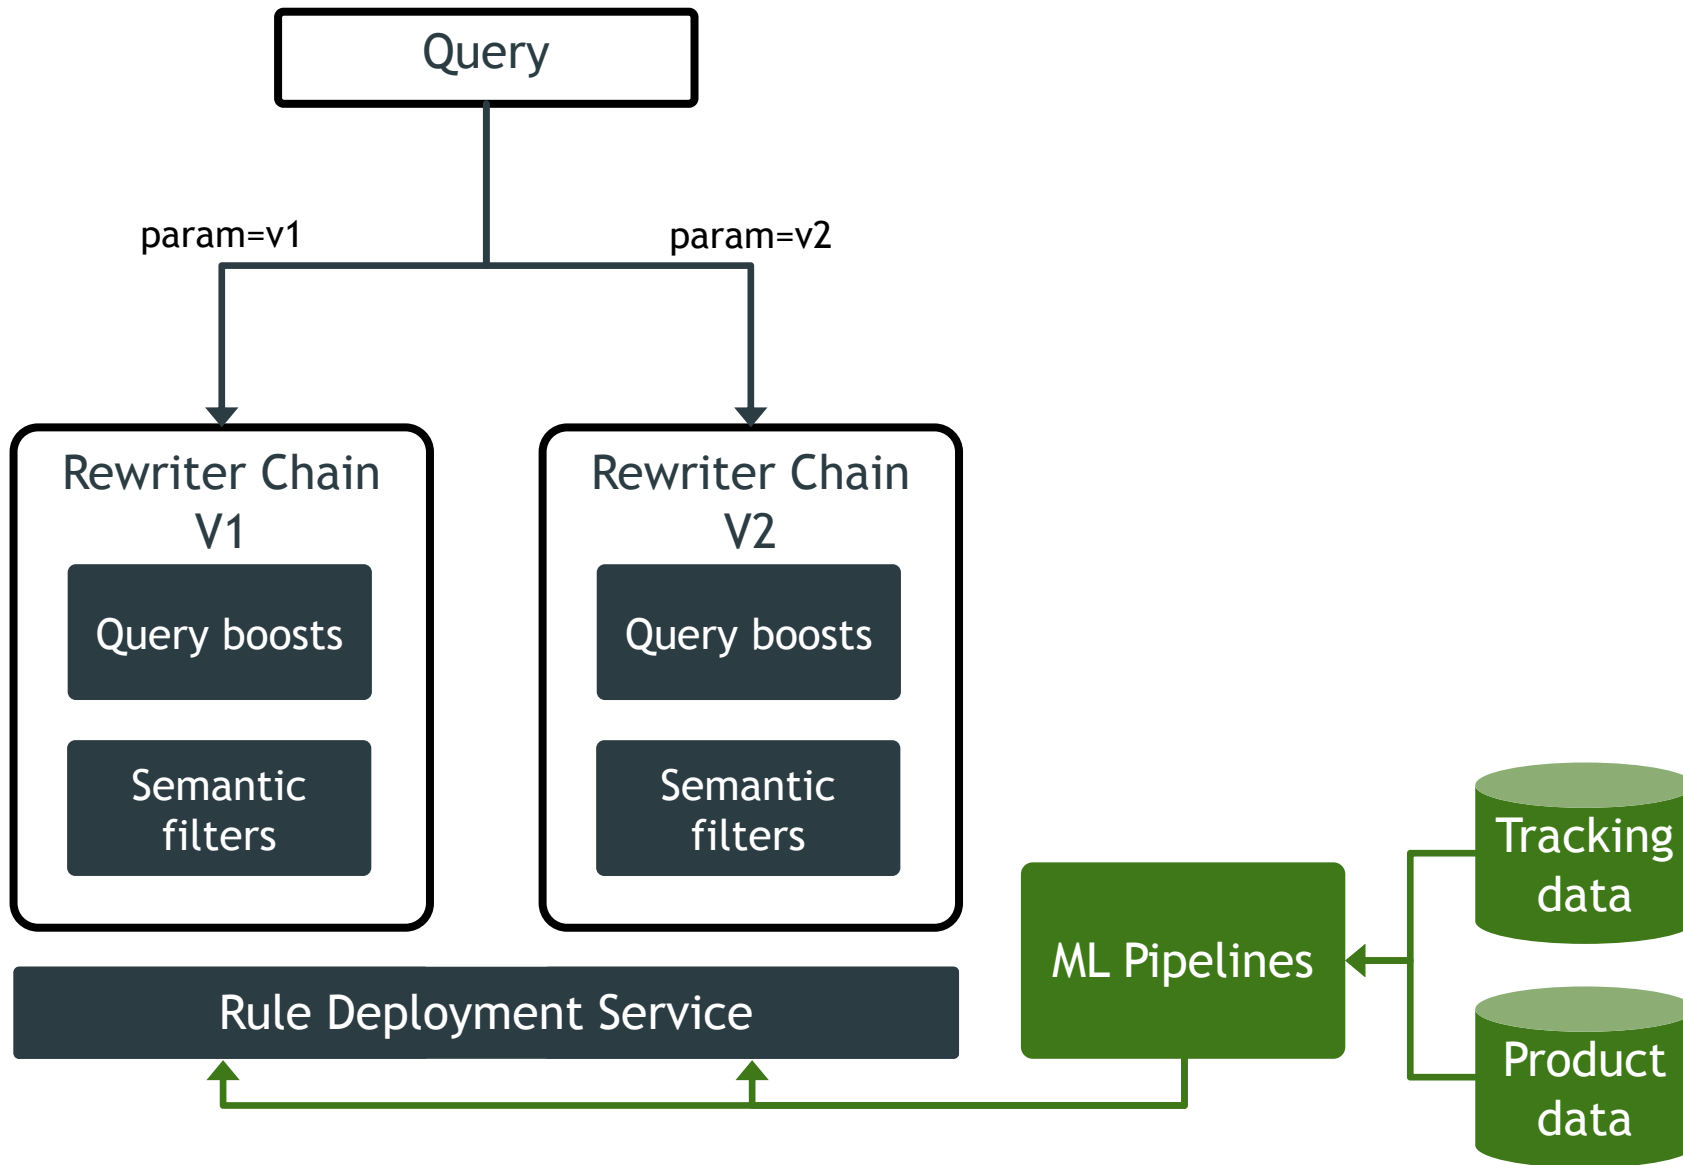 Query
param=v1
param=v2
Rewriter Chain
V1
Query boosts
Semantic
filters
Rewriter Chain
V2
Query boosts
Semantic
filters
Rule Deployment Service
ML Pipelines
Tracking
data
Product
data